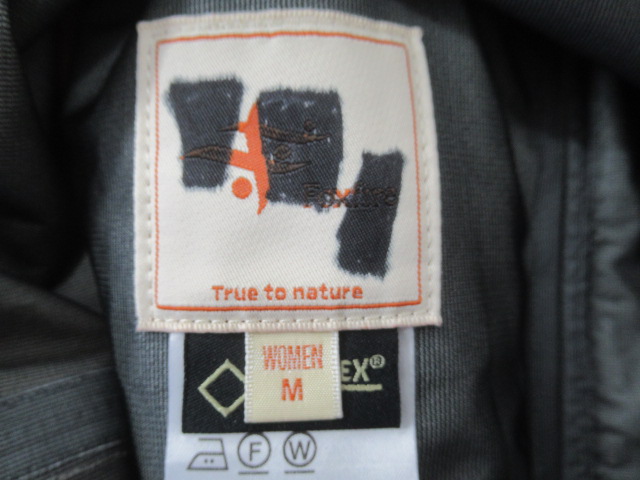 Foxfire
True to nature
WOMEN
M
EX®
F W